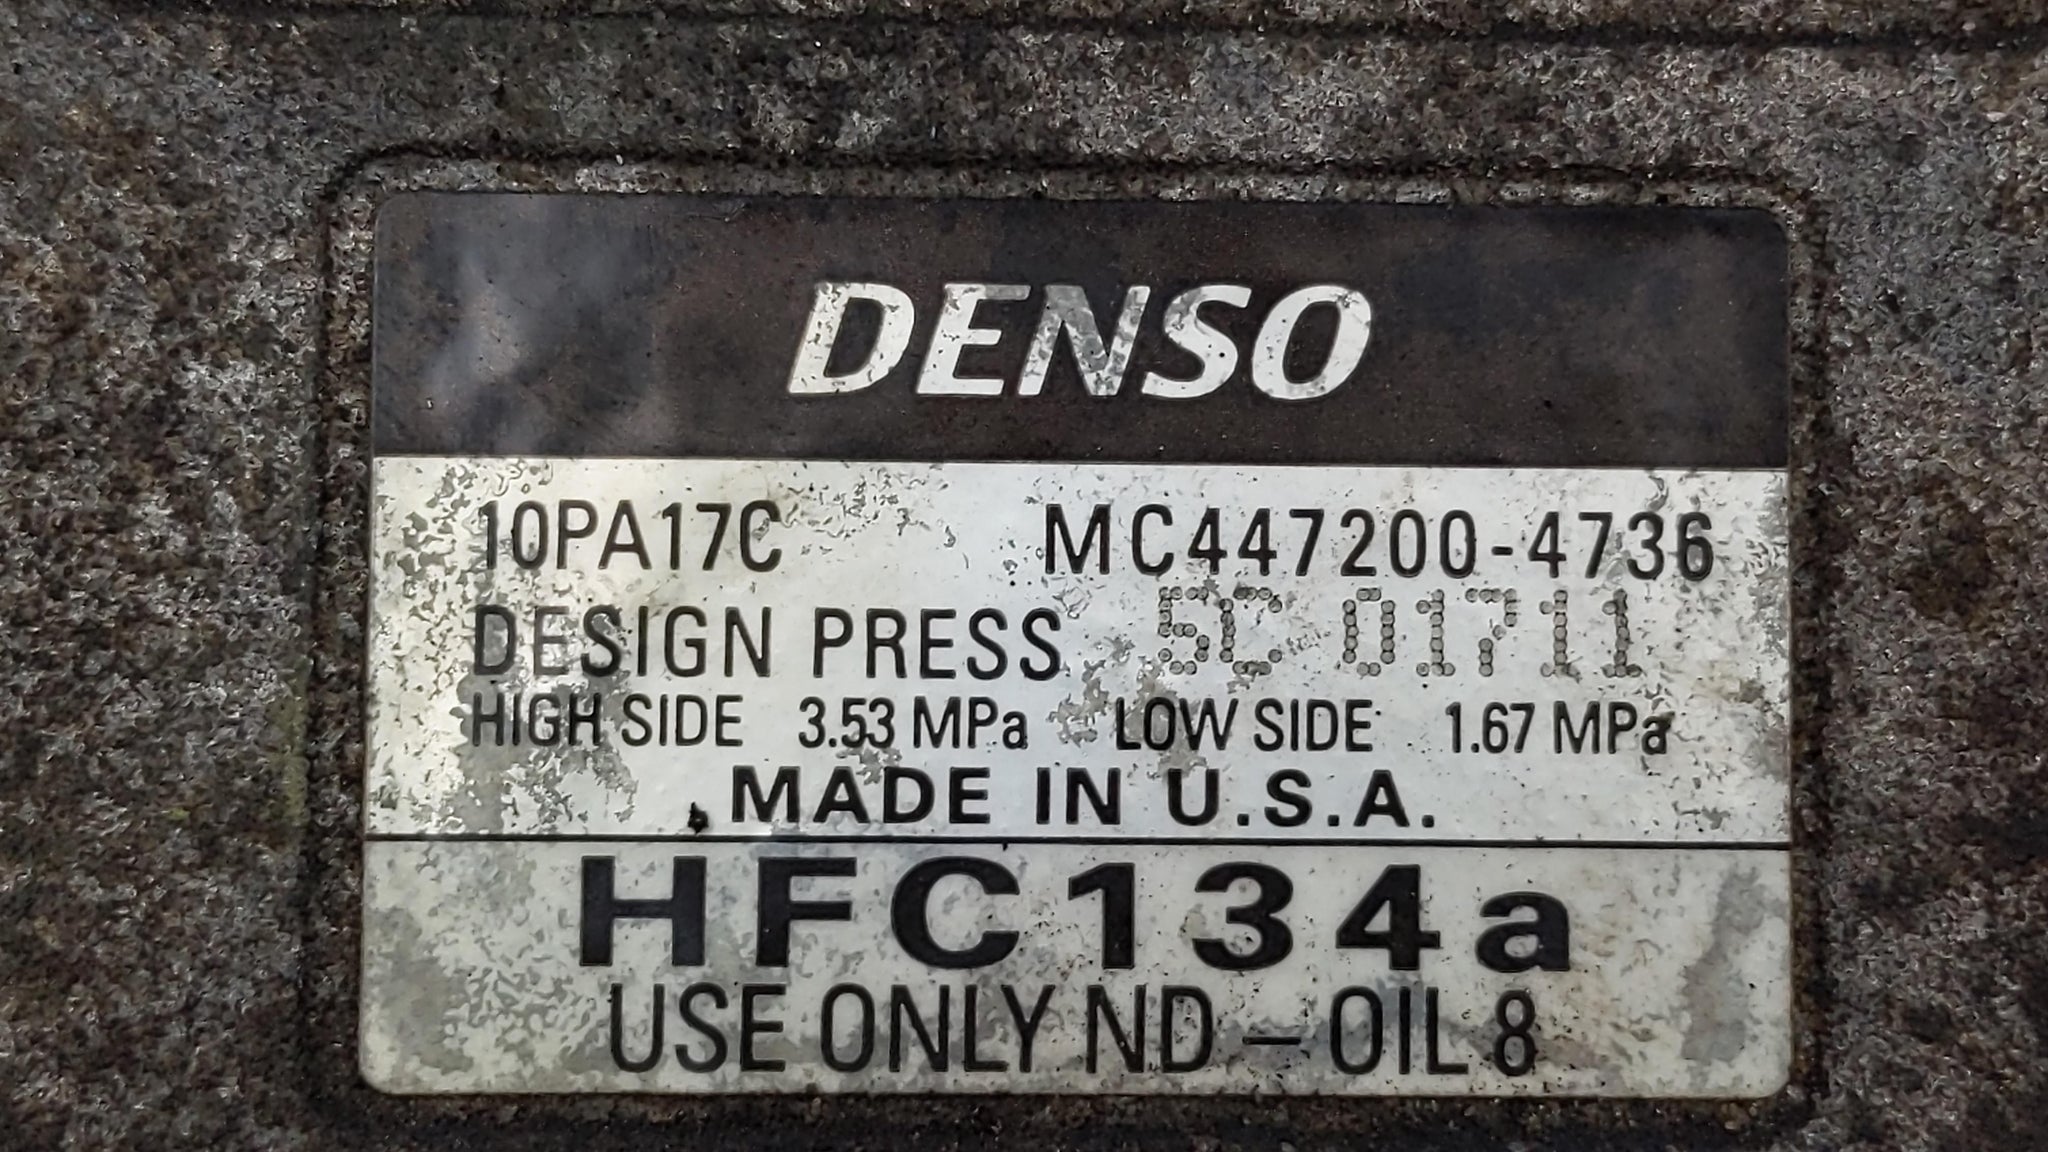 DENSO
10PA17C MC447200-4736
DESIGN PRESS 5C 01711
HIGH SIDE 3.53 MPa LOW SIDE 1.67 MPa
MADE IN U.S.A.
HFC134a
USE ONLY ND-OIL 8